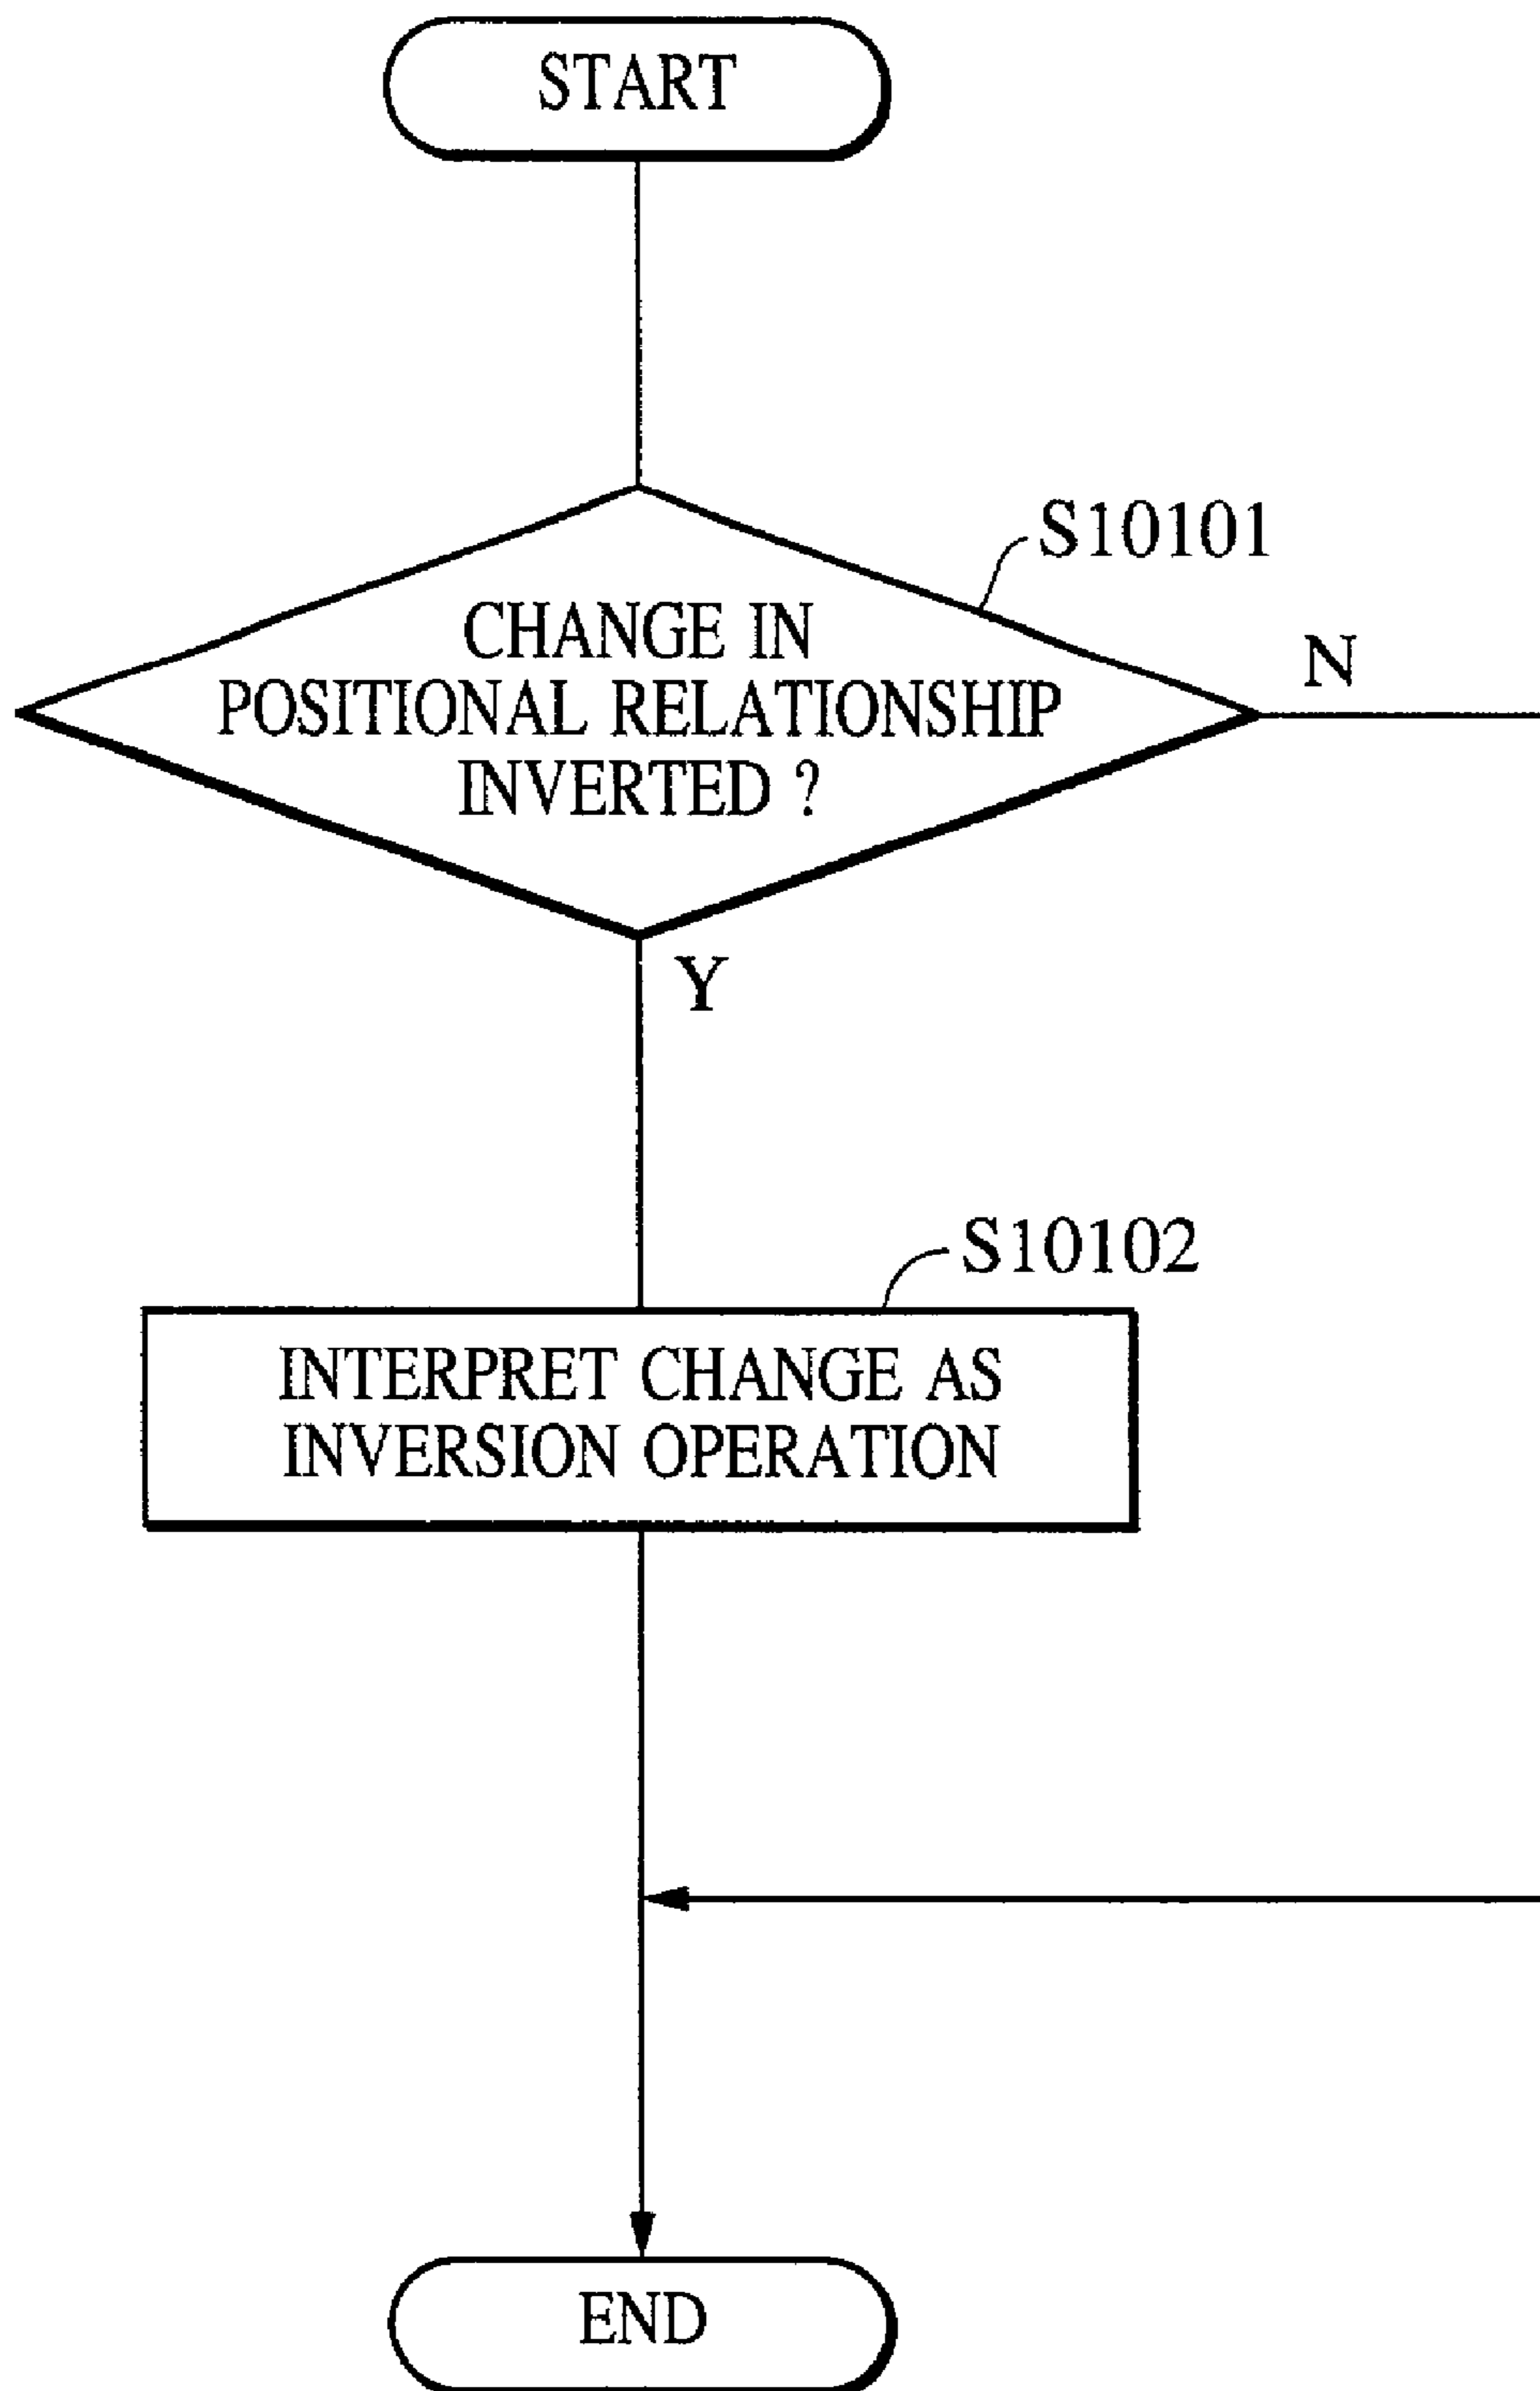 START
S10101
CHANGE IN
POSITIONAL RELATIONSHIP
INVERTED ?
N
Y
S10102
INTERPRET CHANGE AS
INVERSION OPERATION
END